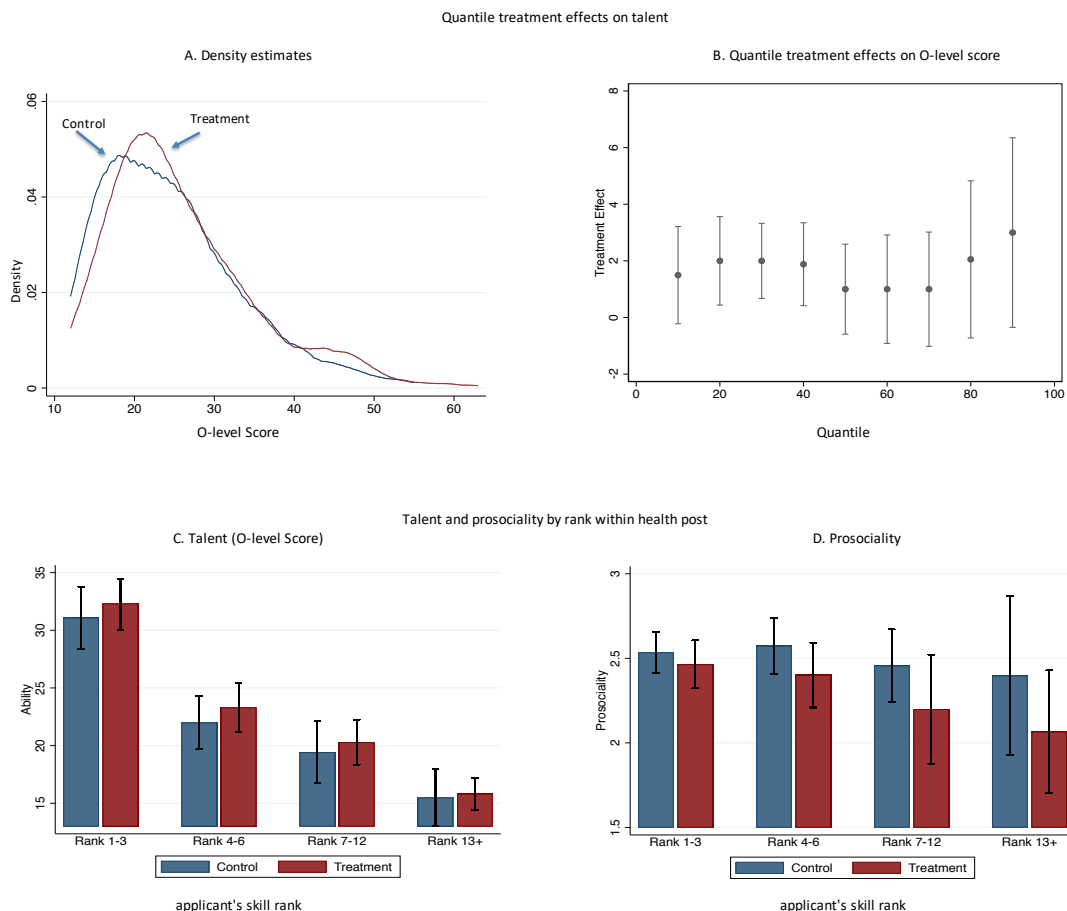 Quantile treatment effects on talent
A. Density estimates
.06
.04
.02
0
Density
Control
Treatment
10 20 30 40 50 60
O-level Score
B. Quantile treatment effects on O-level score
8
6
4
2
0
-2
Treatment Effect
0 20 40 60 80 100
Quantile
Talent and prosociality by rank within health post
C. Talent (O-level Score)
35
30
25
20
15
Ability
Rank 1-3 Rank 4-6 Rank 7-12 Rank 13+
Control Treatment
applicant's skill rank
D. Prosociality
3
2.5
2
1.5
Prosociality
Rank 1-3 Rank 4-6 Rank 7-12 Rank 13+
Control Treatment
applicant's skill rank